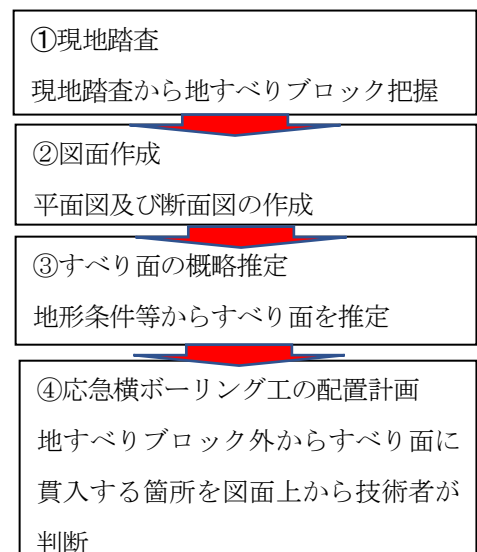 ①現地踏査
現地踏査から地すべりブロック把握
②図面作成
平面図及び断面図の作成
③すべり面の概略推定
地形条件等からすべり面を推定
④応急横ボーリング工の配置計画
地すべりブロック外からすべり面に
貫入する箇所を図面上から技術者が
判断